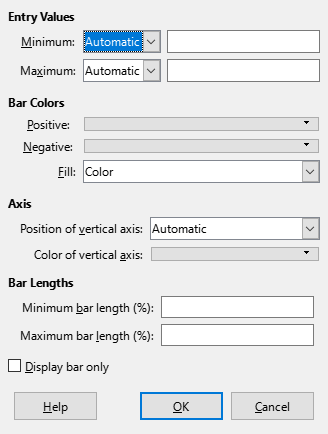 Entry Values
Minimum: Automatic
Maximum: Automatic
Bar Colors
Positive:
Negative:
Fill: Color
Axis
Position of vertical axis: Automatic
Color of vertical axis:
Bar Lengths
Minimum bar length (%):
Maximum bar length (%):
Display bar only
Help OK Cancel